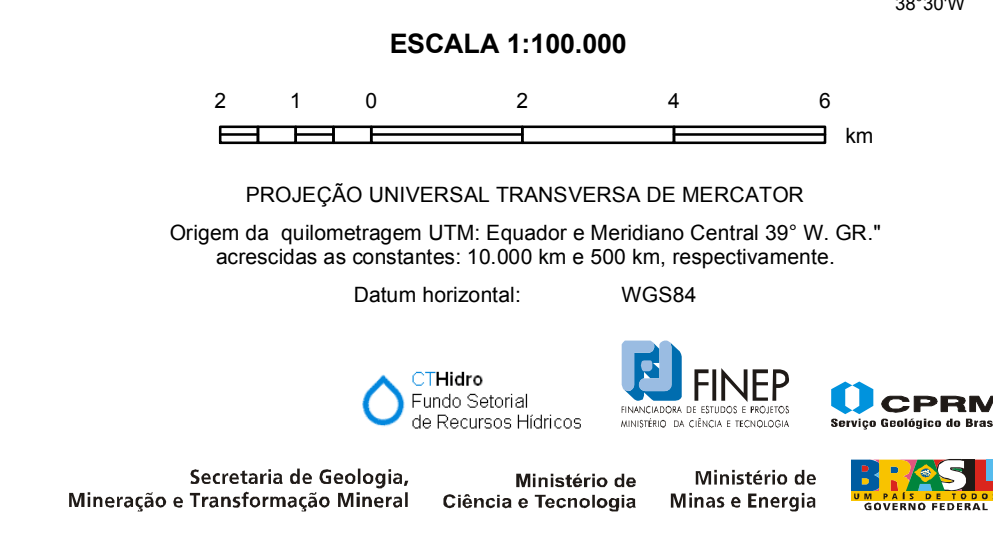 38°30'W
ESCALA 1:100.000
2 1 0 2 4 6
km
PROJEÇÃO UNIVERSAL TRANSVERSA DE MERCATOR
Origem da quilometragem UTM: Equador e Meridiano Central 39° W. GR."
acrescidas as constantes: 10.000 km e 500 km, respectivamente.
Datum horizontal: WGS84
CTHidro
Fundo Setorial
de Recursos Hídricos
FINEP
FINANCIADORA DE ESTUDOS E PROJETOS
MINISTÉRIO DA CIÊNCIA E TECNOLOGIA
CPRM
Serviço Geológico do Bras
Secretaria de Geologia,
Mineração e Transformação Mineral
Ministério de
Ciência e Tecnologia
Ministério de
Minas e Energia
BRASIL
UM PAÍS DE TODO
GOVERNO FEDERAL